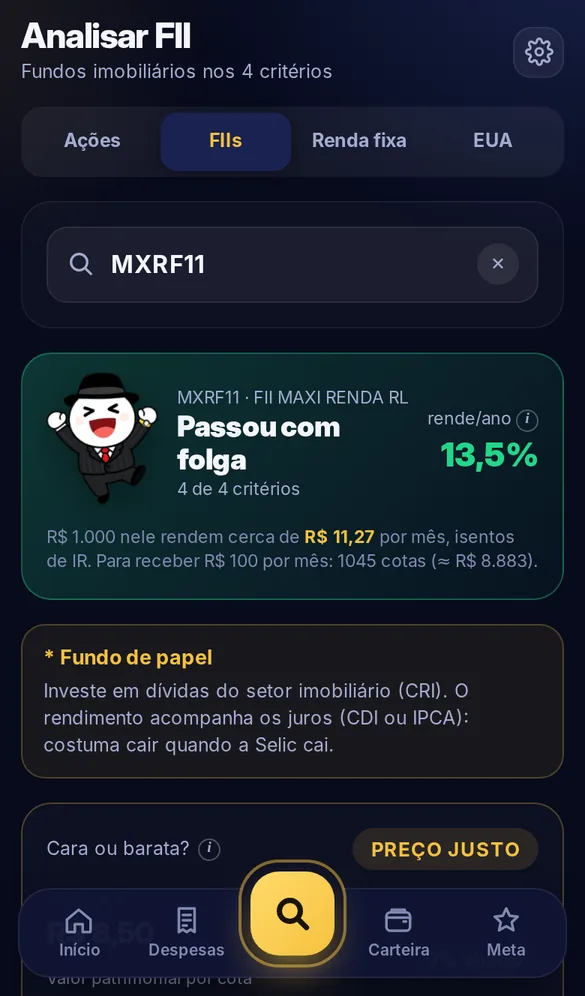 Analisar FII
Fundos imobiliários nos 4 critérios
Ações
FIIs
Renda fixa
EUA
MXRF11
MXRF11 · FII MAXI RENDA RL
Passou com
folga
4 de 4 critérios
rende/ano i
13,5%
R$ 1.000 nele rendem cerca de R$ 11,27 por mês, isentos
de IR. Para receber R$ 100 por mês: 1045 cotas (≈ R$ 8.883).
* Fundo de papel
Investe em dívidas do setor imobiliário (CRI). O
rendimento acompanha os juros (CDI ou IPCA):
costuma cair quando a Selic cai.
Cara ou barata? i
PREÇO JUSTO
Início
Despesas
Carteira
Meta
Valor patrimonial por cota